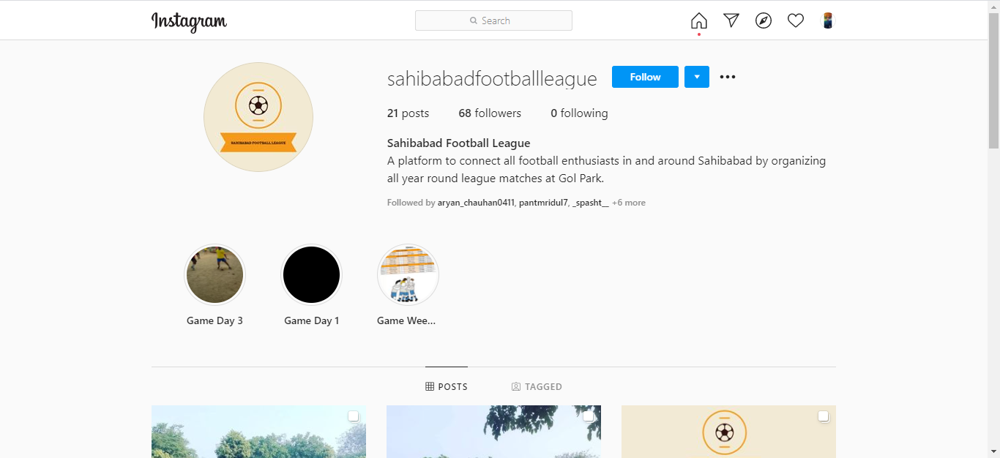 Instagram
Search
sahibabadfootballleague
Follow
21 posts 68 followers 0 following
Sahibabad Football League
A platform to connect all football enthusiasts in and around Sahibabad by organizing
all year round league matches at Gol Park.
Followed by aryan_chauhan0411, pantmridul7, _spasht__ +6 more
SAHIBABAD FOOTBALL LEAGUE
Game Day 3
Game Day 1
Game Wee...
POSTS
TAGGED